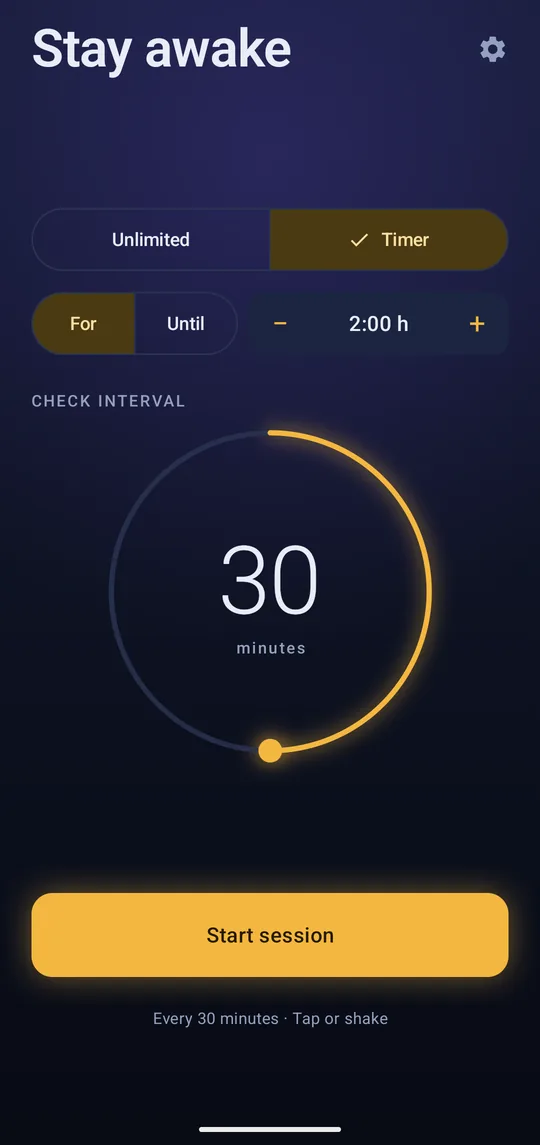 Stay awake
Unlimited
Timer
For
Until
− 2:00 h +
CHECK INTERVAL
30
minutes
Start session
Every 30 minutes · Tap or shake